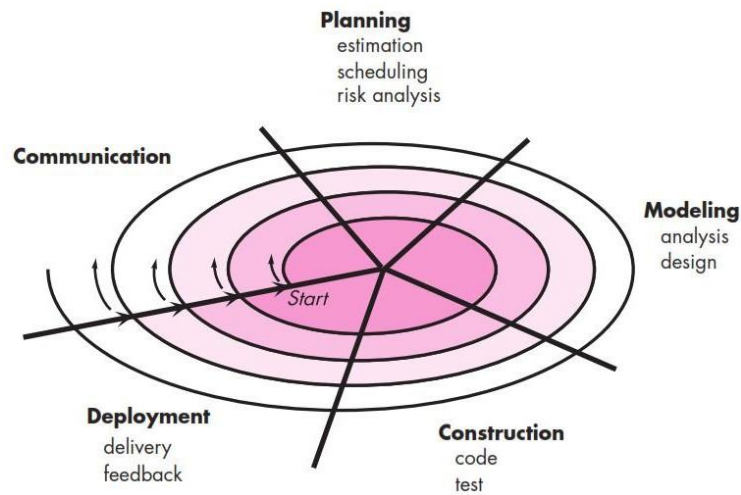 Planning
estimation
scheduling
risk analysis
Communication
Modeling
analysis
design
Start
Deployment
delivery
feedback
Construction
code
test